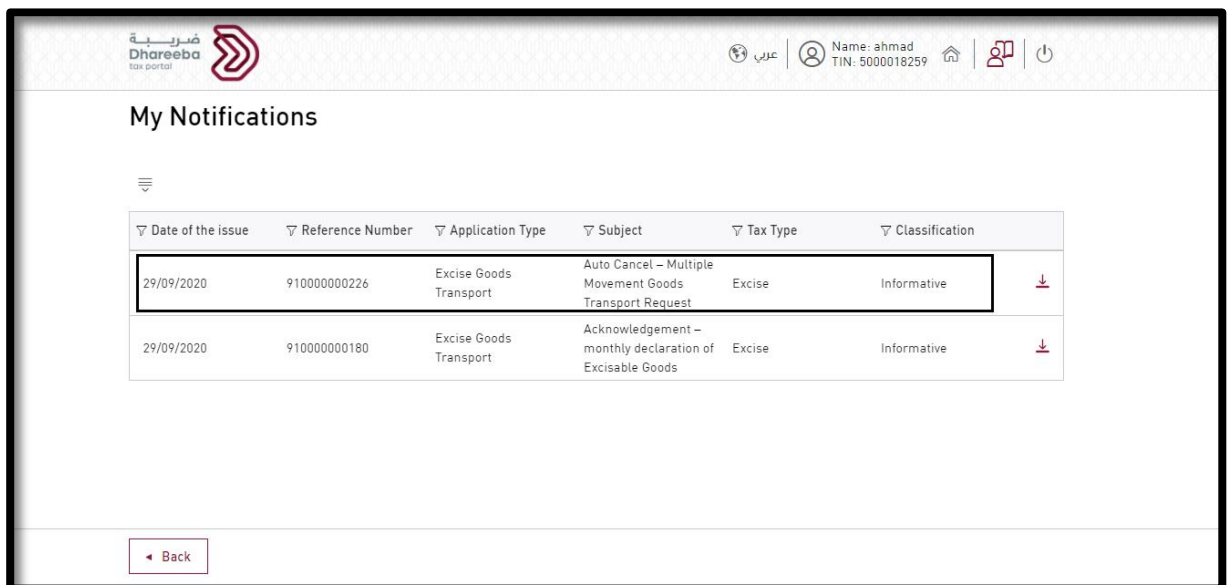 ضريبة
Dhareeba
tax portal
عربي
Name: ahmad
TIN: 5000018259
My Notifications
Date of the issue Reference Number Application Type Subject Tax Type Classification
29/09/2020 910000000226 Excise Goods Transport Auto Cancel – Multiple Movement Goods Transport Request Excise Informative
29/09/2020 910000000180 Excise Goods Transport Acknowledgement – monthly declaration of Excisable Goods Excise Informative
Back